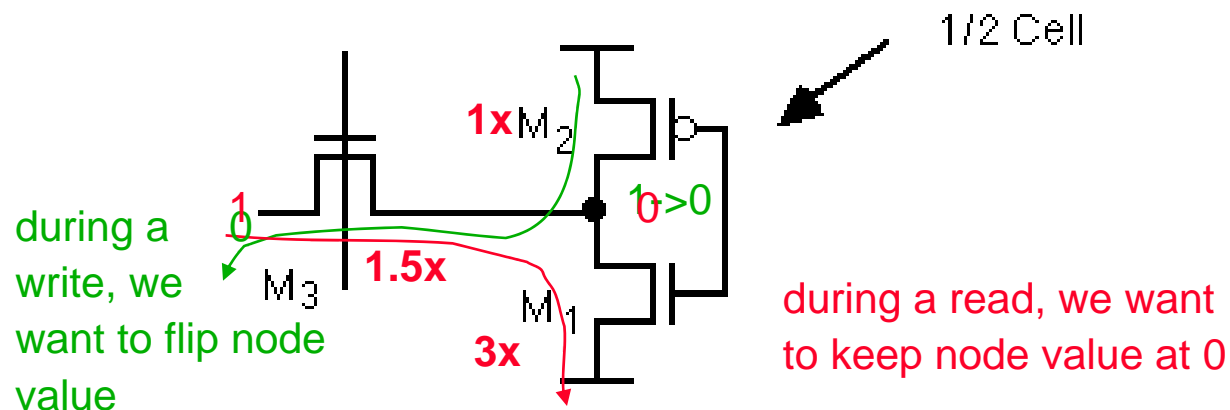 1/2 Cell
1x M2
1 1->0
0 0
during a
write, we
want to flip node
value
1.5x
M3
M1
3x
during a read, we want
to keep node value at 0